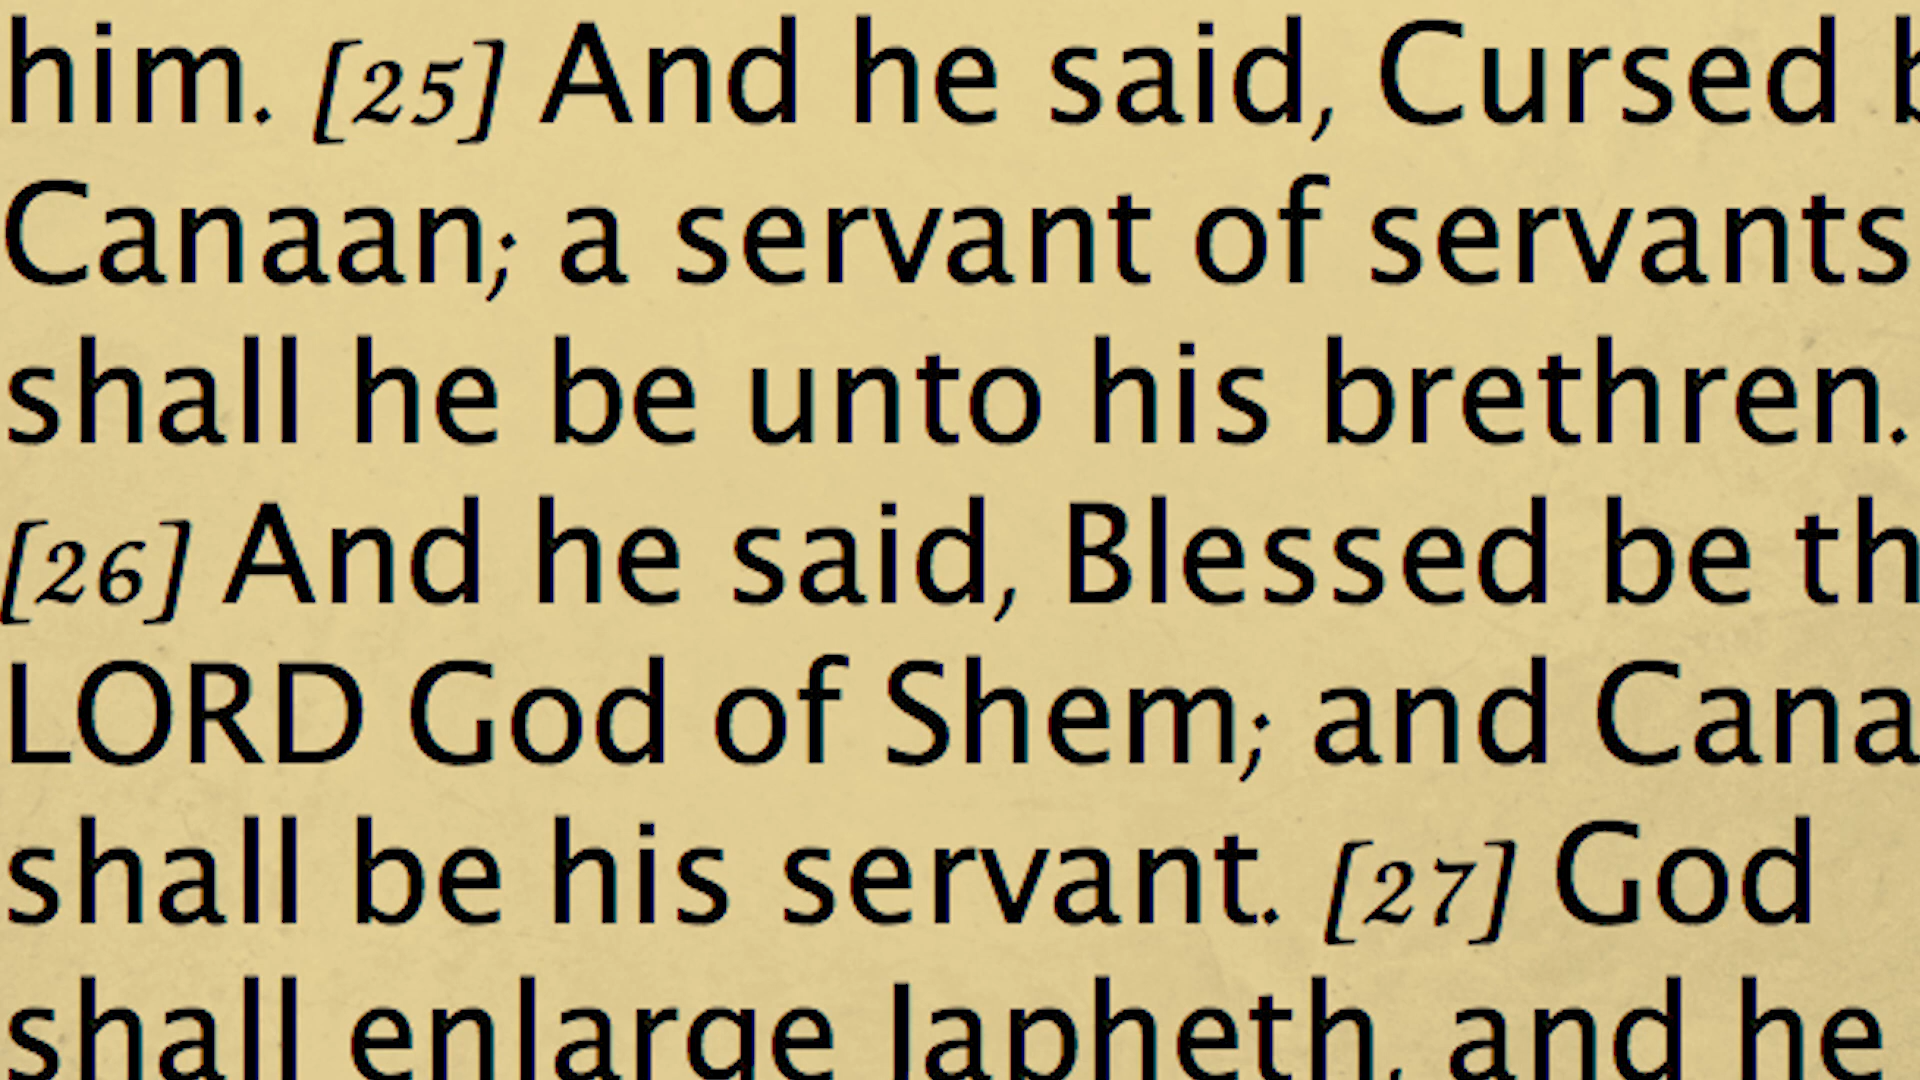 him. [25] And he said, Cursed b
Canaan; a servant of servants
shall he be unto his brethren.
[26] And he said, Blessed be th
LORD God of Shem; and Cana
shall be his servant. [27] God
shall enlarge Japheth, and he